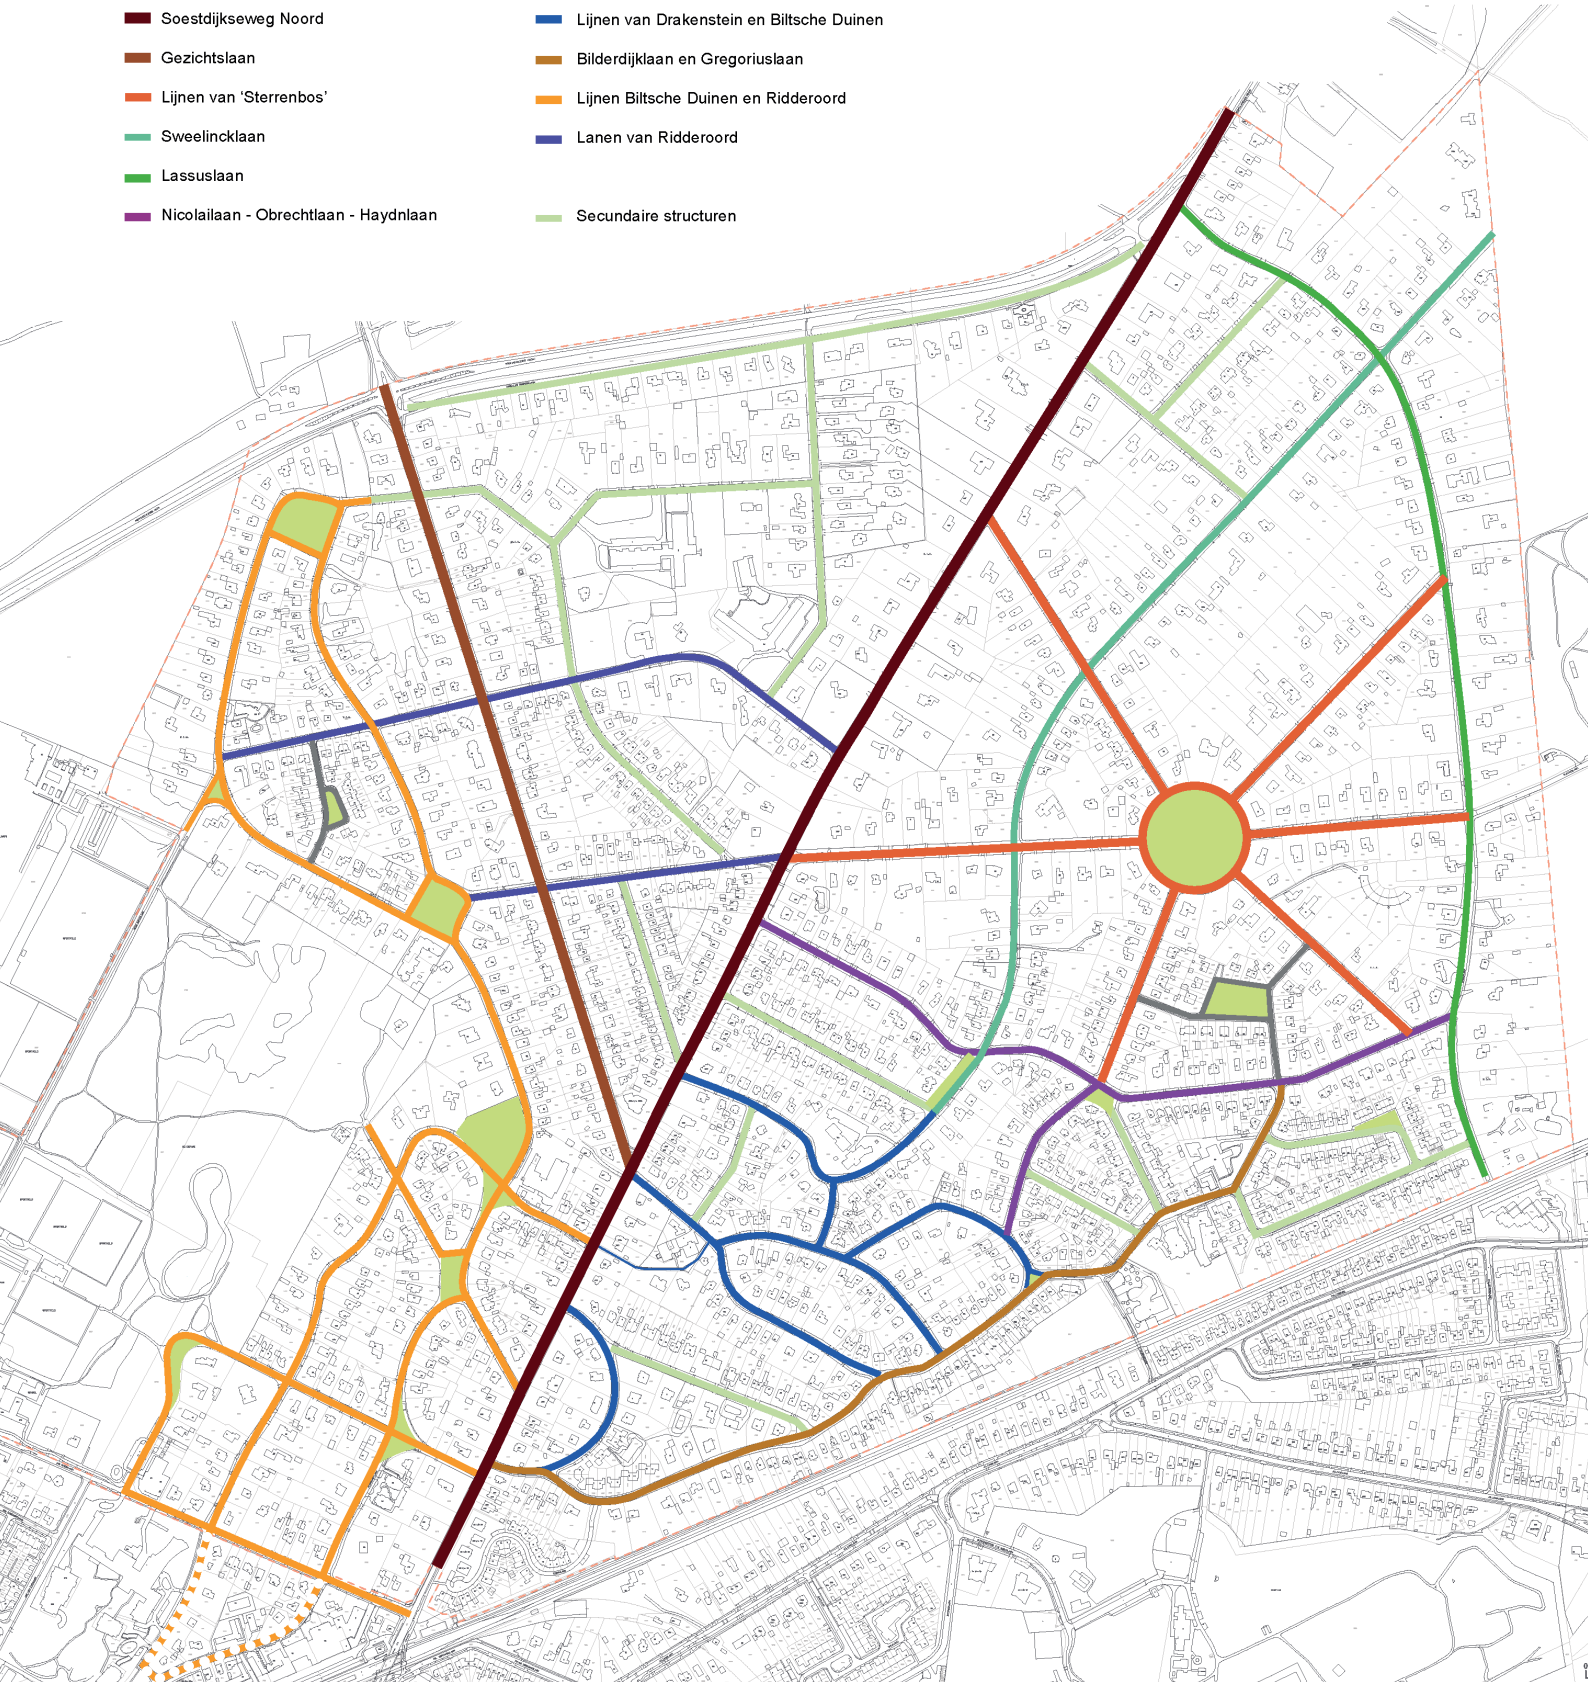 Soestdijkseweg Noord
Gezichtslaan
Lijnen van ‘Sterrenbos’
Sweelincklaan
Lassuslaan
Nicolailaan - Obrechtlaan - Haydnlaan
Lijnen van Drakenstein en Biltsche Duinen
Bilderdijklaan en Gregoriuslaan
Lijnen Biltsche Duinen en Ridderoord
Lanen van Ridderoord
Secundaire structuren